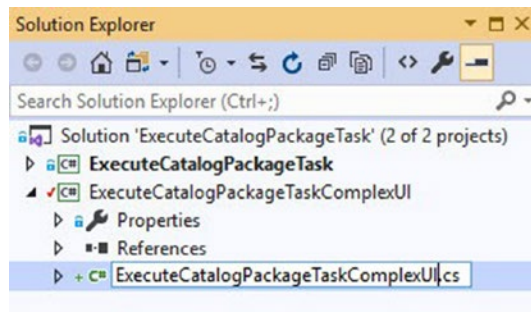 Solution Explorer
Search Solution Explorer (Ctrl+;)
Solution 'ExecuteCatalogPackageTask' (2 of 2 projects)
C# ExecuteCatalogPackageTask
C# ExecuteCatalogPackageTaskComplexUI
Properties
References
C# ExecuteCatalogPackageTaskComplexUI.cs